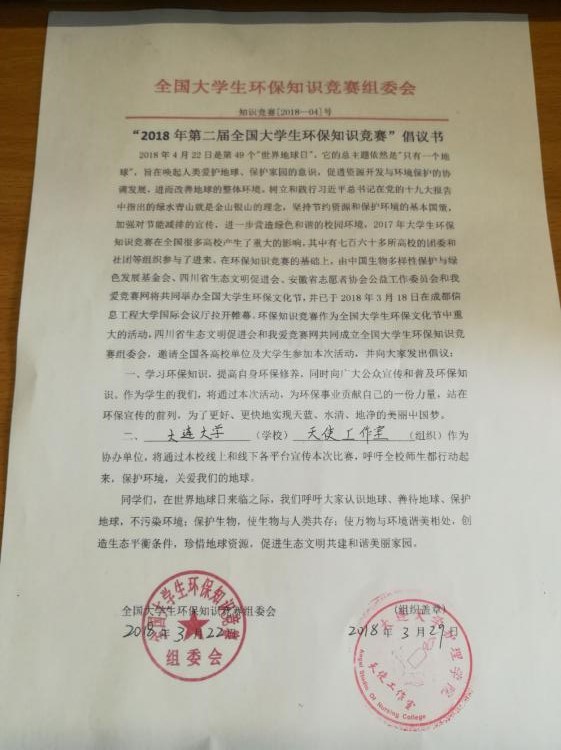 全国大学生环保知识竞赛组委会
知识竞赛[2018—04]号
“2018 年第二届全国大学生环保知识竞赛”倡议书
2018 年 4 月 22 日是第 49 个"世界地球日"，它的总主题依然是"只有一个地
球"，旨在唤起人类爱护地球、保护家园的意识，促进资源开发与环境保护的协
调发展，进而改善地球的整体环境。树立和践行习近平总书记在党的十九大报告
中指出的绿水青山就是金山银山的理念，坚持节约资源和保护环境的基本国策，
加强对节能减排的宣传，进一步营造绿色和谐的校园环境，2017 年大学生环保
知识竞赛在全国很多高校产生了重大的影响，其中有七百六十多所高校的团委和
社团等组织参与了进来。在环保知识竞赛的基础上，由中国生物多样性保护与绿
色发展基金会、四川省生态文明促进会、安徽省志愿者协会公益工作委员会和我
爱竞赛网将共同举办全国大学生环保文化节，并已于 2018 年 3 月 18 日在成都信
息工程大学国际会议厅拉开帷幕，环保知识竞赛作为全国大学生环保文化节中重
大的活动，四川省生态文明促进会和我爱竞赛网共同成立全国大学生环保知识竞
赛组委会，邀请全国各高校单位及大学生参加本次活动，并向大家发出倡议：
一、学习环保知识，提高自身环保修养，同时向广大公众宣传和普及环保知
识。作为学生的我们，将通过本次活动，为环保事业贡献自己的一份力量，站在
环保宣传的前列，为了更好、更快地实现天蓝、水清、地净的美丽中国梦。
二、大连大学（学校）天使工作室（组织）作为
协办单位，将通过本校线上和线下各平台宣传本次比赛，呼吁全校师生都行动起
来，保护环境，关爱我们的地球。
同学们，在世界地球日来临之际，我们呼吁大家认识地球、善待地球、保护
地球，不污染环境；保护生物，使生物与人类共存；使万物与环境谐美相处，创
造生态平衡条件，珍惜地球资源，促进生态文明共建和谐美丽家园。
全国大学生环保知识竞赛组委会
2018 年 3 月 22 日
全国大学生环保知识竞赛
组委会
(组织盖章)
2018 年 3 月 29 日
大连大学护理学院
天使工作室
Angel Studio Of Nursing College